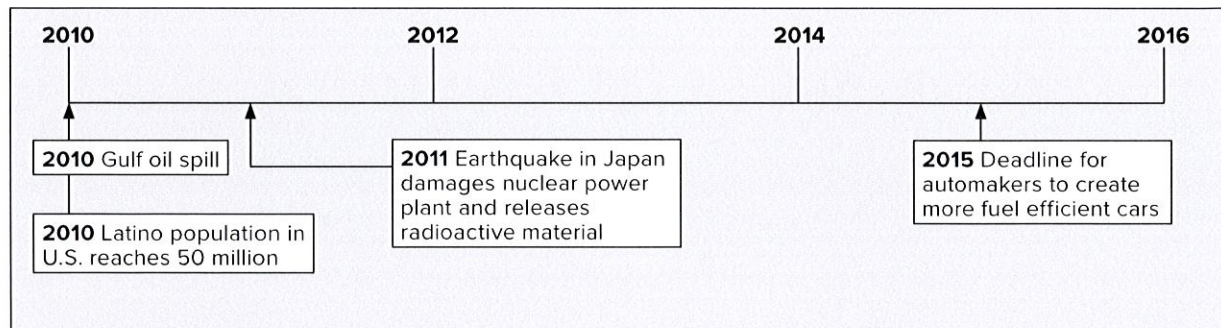 2010
2012
2014
2016
2010 Gulf oil spill
2010 Latino population in
U.S. reaches 50 million
2011 Earthquake in Japan
damages nuclear power
plant and releases
radioactive material
2015 Deadline for
automakers to create
more fuel efficient cars